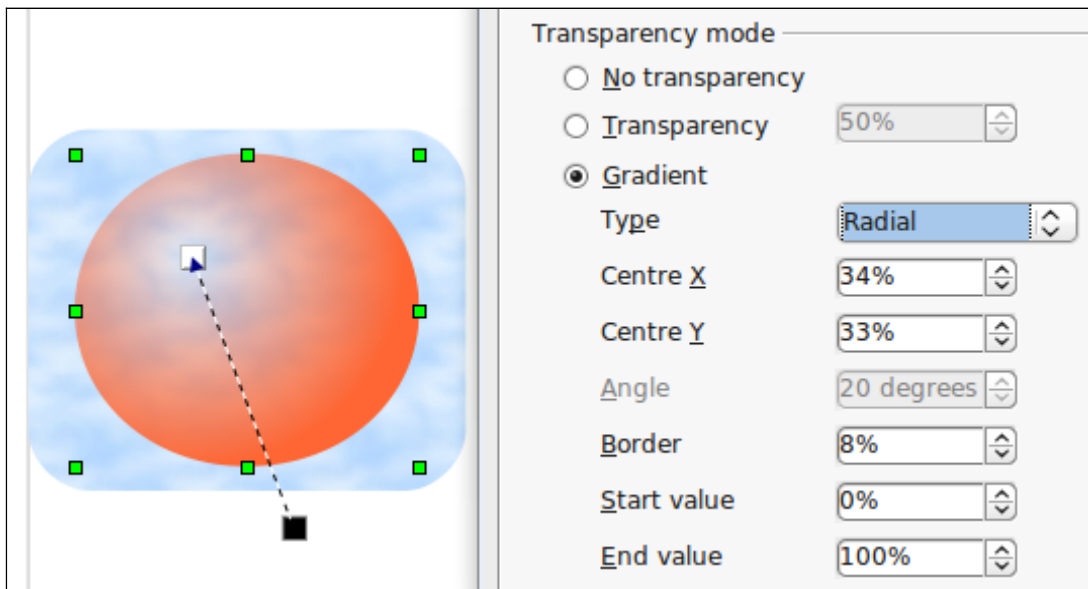 Transparency mode
No transparency
Transparency 50%
Gradient
Type Radial
Centre X 34%
Centre Y 33%
Angle 20 degrees
Border 8%
Start value 0%
End value 100%